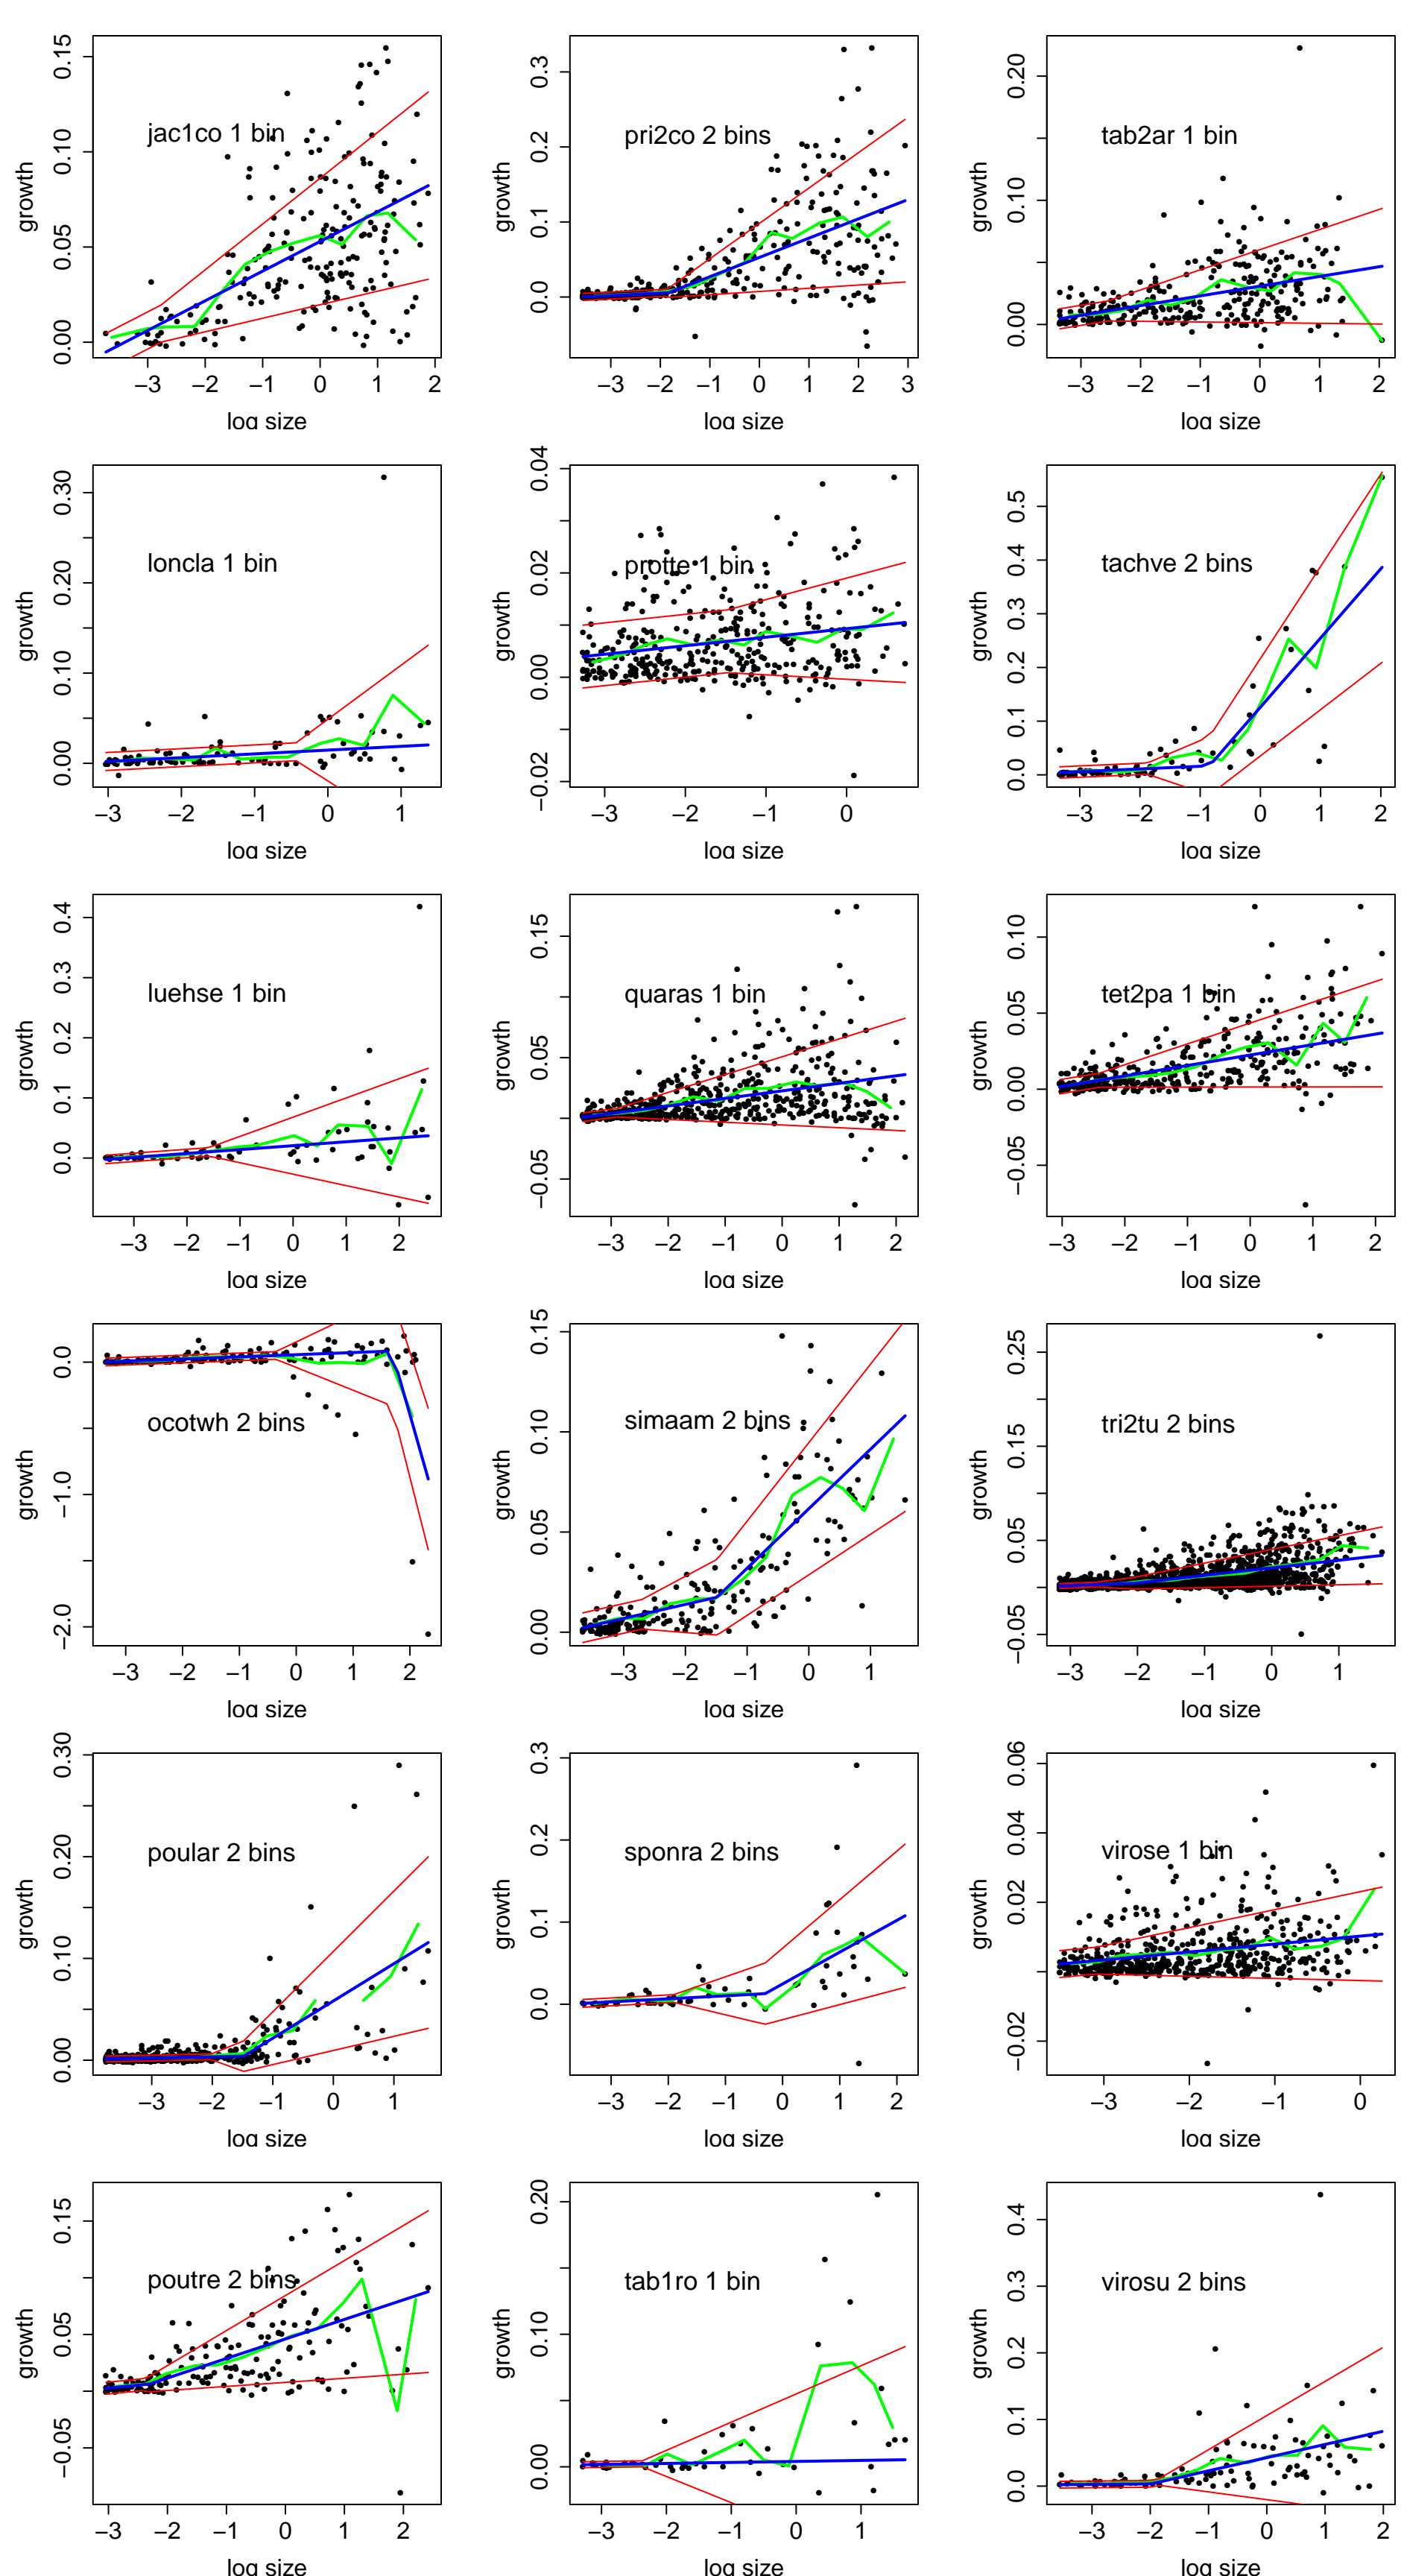 jac1co 1 bin
growth
0.00 0.05 0.10 0.15
−3 −2 −1 0 1 2
log size
pri2co 2 bins
growth
0.0 0.1 0.2 0.3
−3 −2 −1 0 1 2 3
log size
tab2ar 1 bin
growth
0.00 0.10 0.20
−3 −2 −1 0 1 2
log size
loncla 1 bin
growth
0.00 0.10 0.20 0.30
−3 −2 −1 0 1
log size
protte 1 bin
growth
−0.02 0.00 0.02 0.04
−3 −2 −1 0
log size
tachve 2 bins
growth
0.0 0.1 0.2 0.3 0.4 0.5
−3 −2 −1 0 1 2
log size
luehse 1 bin
growth
0.0 0.1 0.2 0.3 0.4
−3 −2 −1 0 1 2
log size
quaras 1 bin
growth
−0.05 0.05 0.15
−3 −2 −1 0 1 2
log size
tet2pa 1 bin
growth
−0.05 0.00 0.05 0.10
−3 −2 −1 0 1 2
log size
ocotwh 2 bins
growth
−2.0 −1.0 0.0
−3 −2 −1 0 1 2
log size
simaam 2 bins
growth
0.00 0.05 0.10 0.15
−3 −2 −1 0 1
log size
tri2tu 2 bins
growth
−0.05 0.05 0.15 0.25
−3 −2 −1 0 1
log size
poular 2 bins
growth
0.00 0.10 0.20 0.30
−3 −2 −1 0 1
log size
sponra 2 bins
growth
0.0 0.1 0.2 0.3
−3 −2 −1 0 1 2
log size
virose 1 bin
growth
−0.02 0.02 0.04 0.06
−3 −2 −1 0
log size
poutre 2 bins
growth
−0.05 0.05 0.15
−3 −2 −1 0 1 2
log size
tab1ro 1 bin
growth
0.00 0.10 0.20
−3 −2 −1 0 1
log size
virosu 2 bins
growth
0.0 0.1 0.2 0.3 0.4
−3 −2 −1 0 1 2
log size